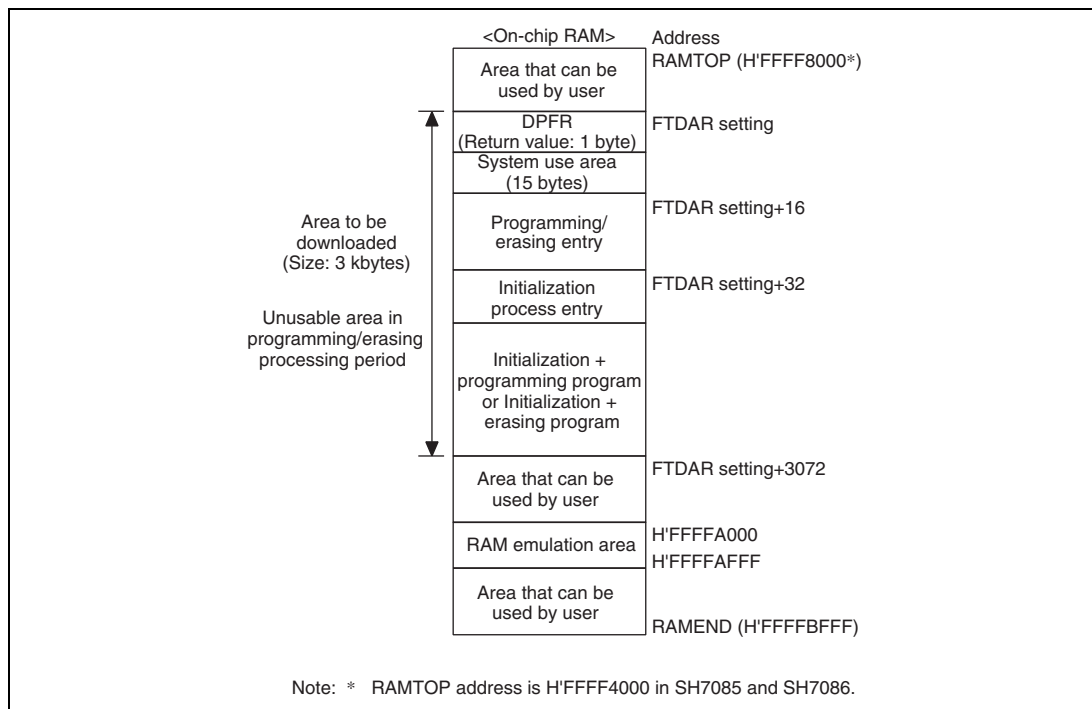 <On-chip RAM>
Address
RAMTOP (H'FFFF8000*)
Area that can be
used by user
DPFR
(Return value: 1 byte)
FTDAR setting
System use area
(15 bytes)
Programming/
erasing entry
FTDAR setting+16
Area to be
downloaded
(Size: 3 kbytes)
Initialization
process entry
FTDAR setting+32
Unusable area in
programming/erasing
processing period
Initialization +
programming program
or Initialization +
erasing program
Area that can be
used by user
FTDAR setting+3072
RAM emulation area
H'FFFFA000
H'FFFFAFFF
Area that can be
used by user
RAMEND (H'FFFFBFFF)
Note: * RAMTOP address is H'FFFF4000 in SH7085 and SH7086.